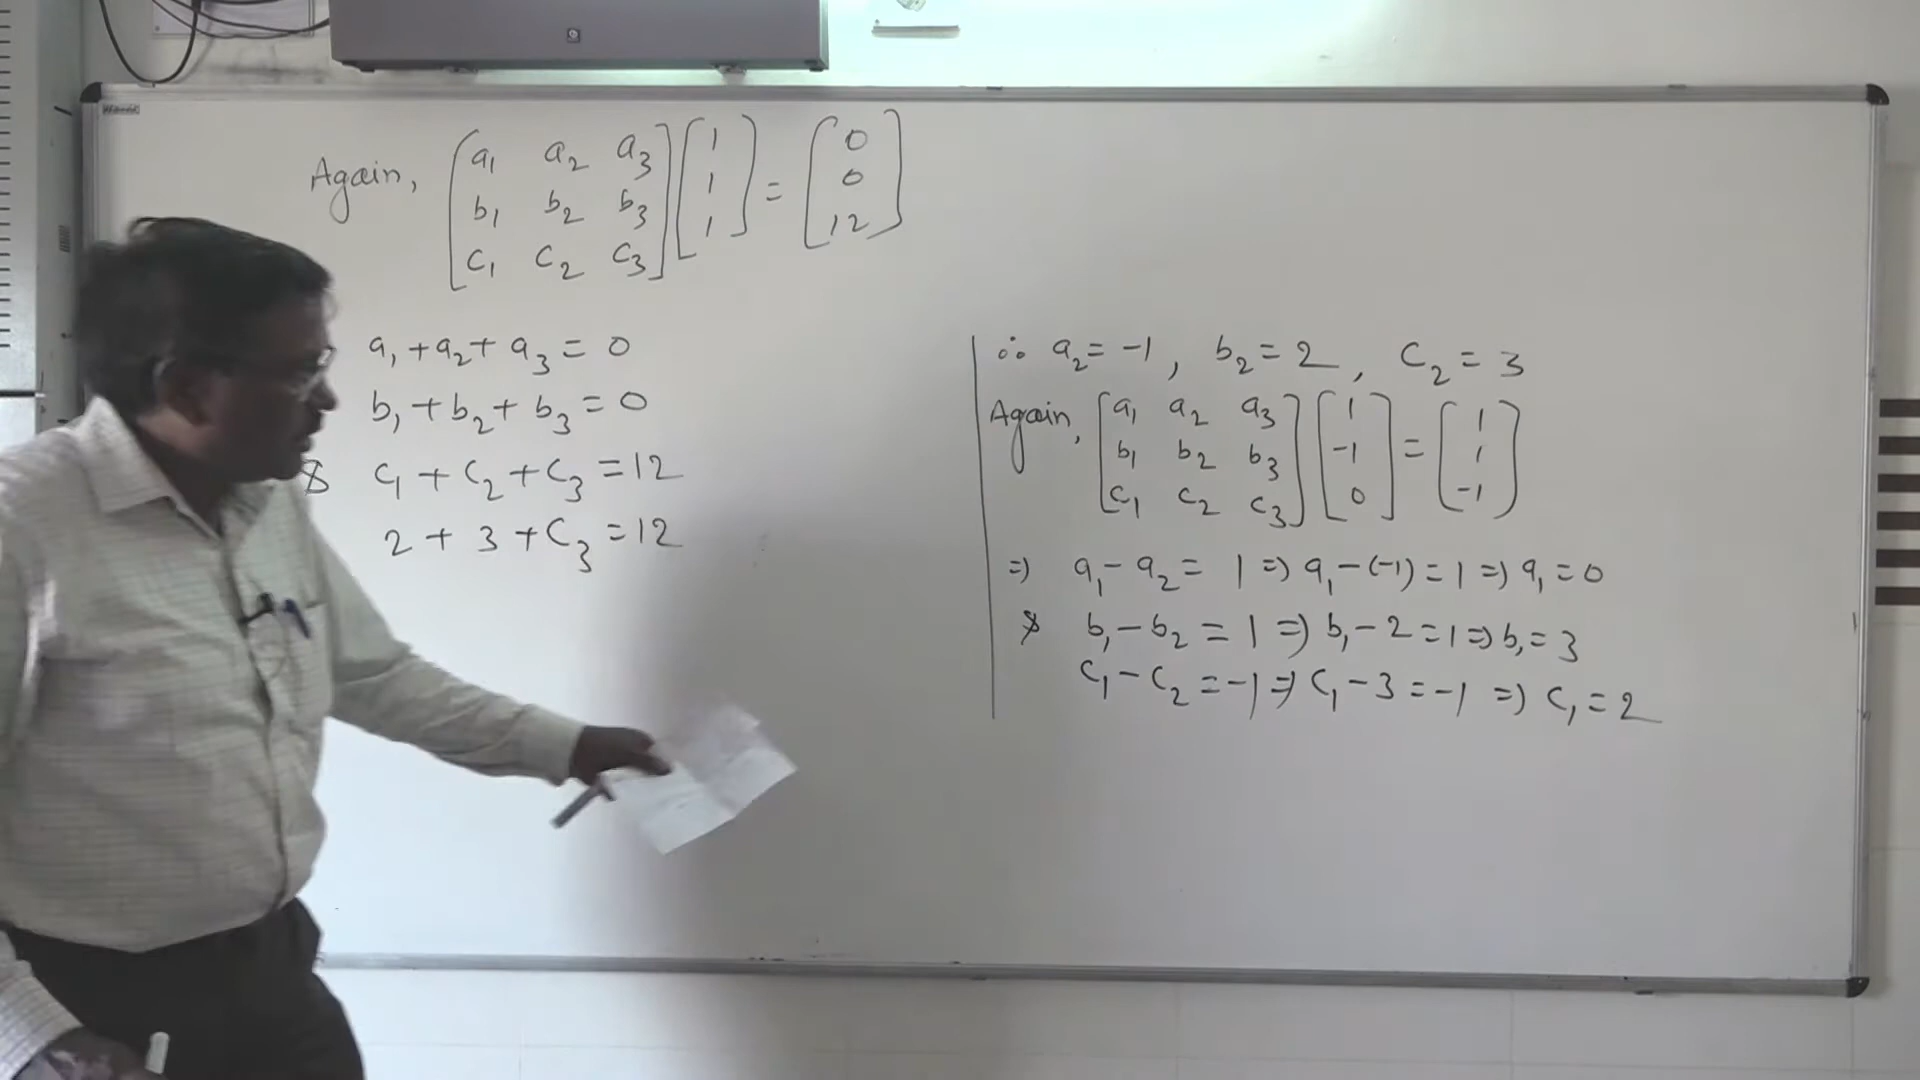 Again, [a₁ a₂ a₃; b₁ b₂ b₃; c₁ c₂ c₃] [1; 1; 1] = [0; 0; 12]
a₁ + a₂ + a₃ = 0
b₁ + b₂ + b₃ = 0
& c₁ + c₂ + c₃ = 12
2 + 3 + c₃ = 12
∴ a₂ = -1, b₂ = 2, c₂ = 3
Again, [a₁ a₂ a₃; b₁ b₂ b₃; c₁ c₂ c₃] [1; -1; 0] = [1; 1; -1]
⇒ a₁ - a₂ = 1 ⇒ a₁ - (-1) = 1 ⇒ a₁ = 0
& b₁ - b₂ = 1 ⇒ b₁ - 2 = 1 ⇒ b₁ = 3
c₁ - c₂ = -1 ⇒ c₁ - 3 = -1 ⇒ c₁ = 2